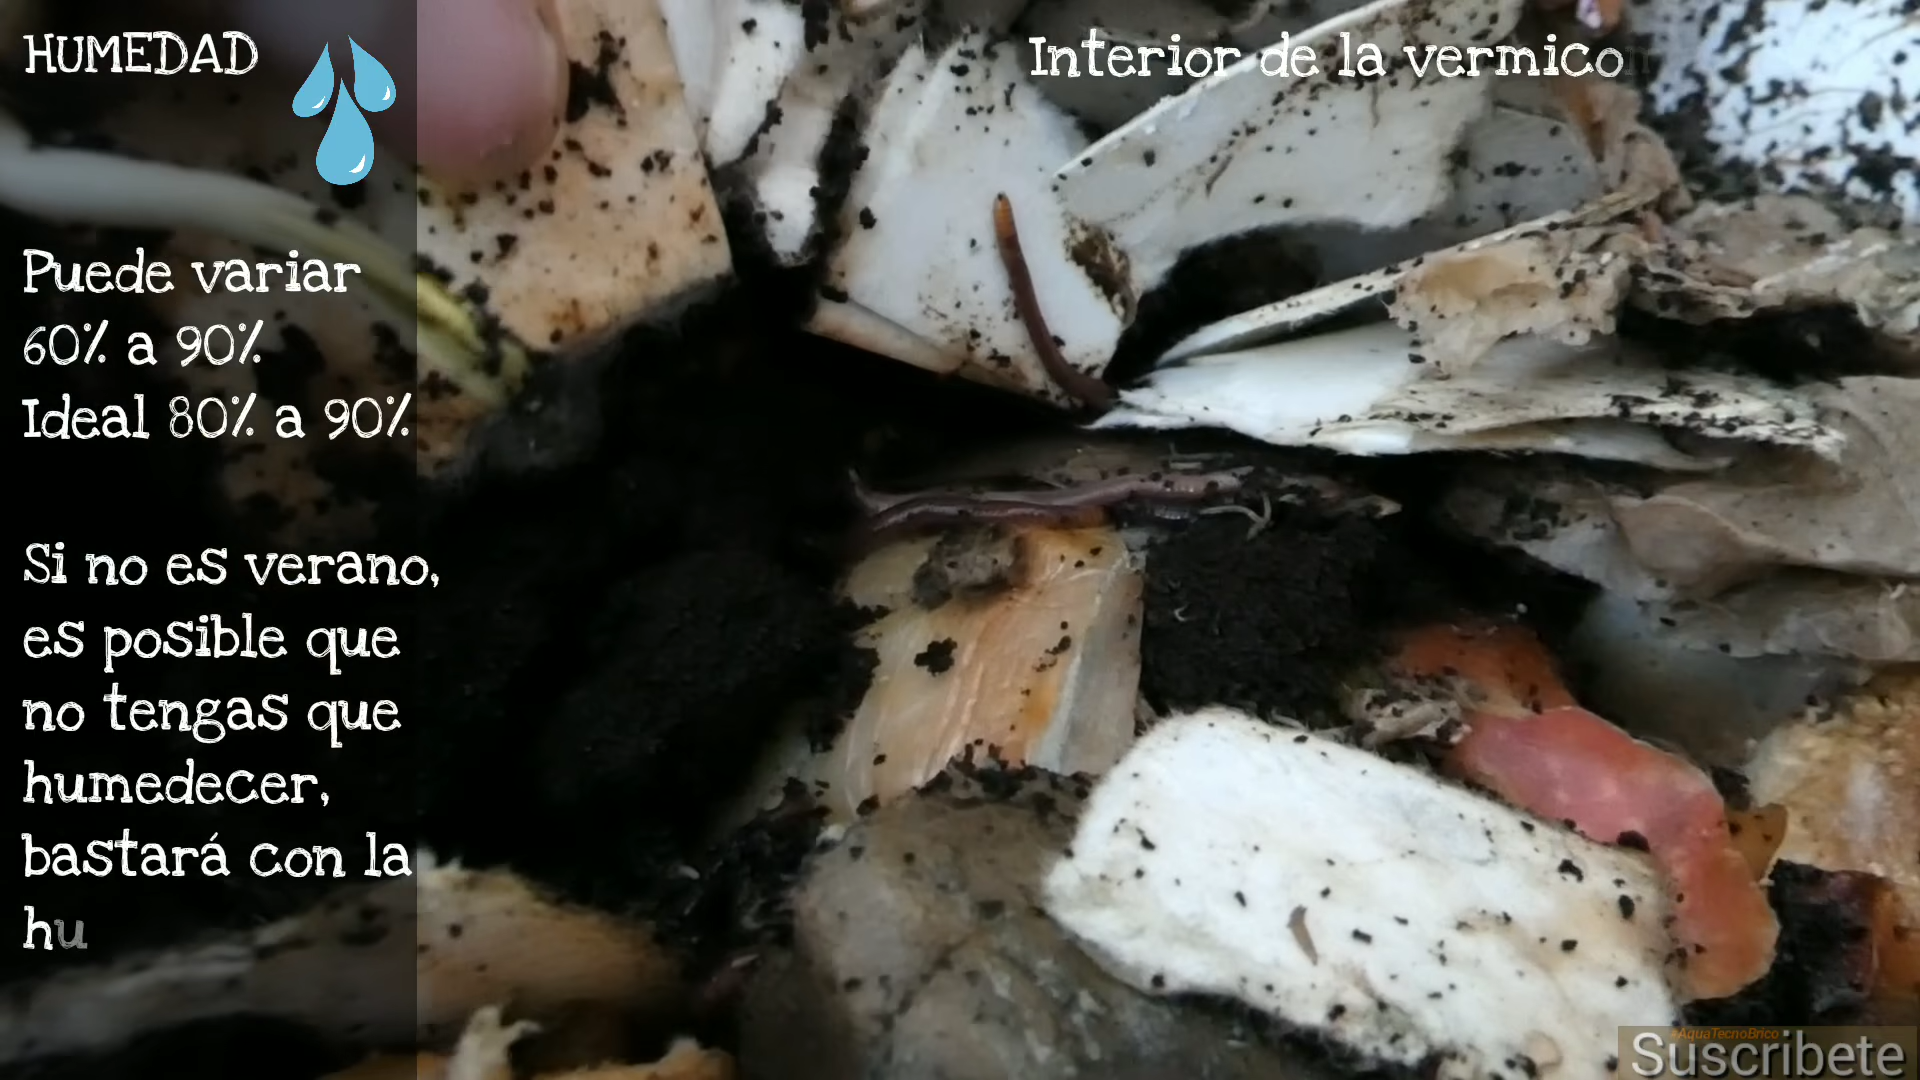 HUMEDAD
Interior de la vermico
Puede variar
60% a 90%
Ideal 80% a 90%
Si no es verano,
es posible que
no tengas que
humedecer,
bastará con la
hu
#AquaTecnoBrico
Suscribete